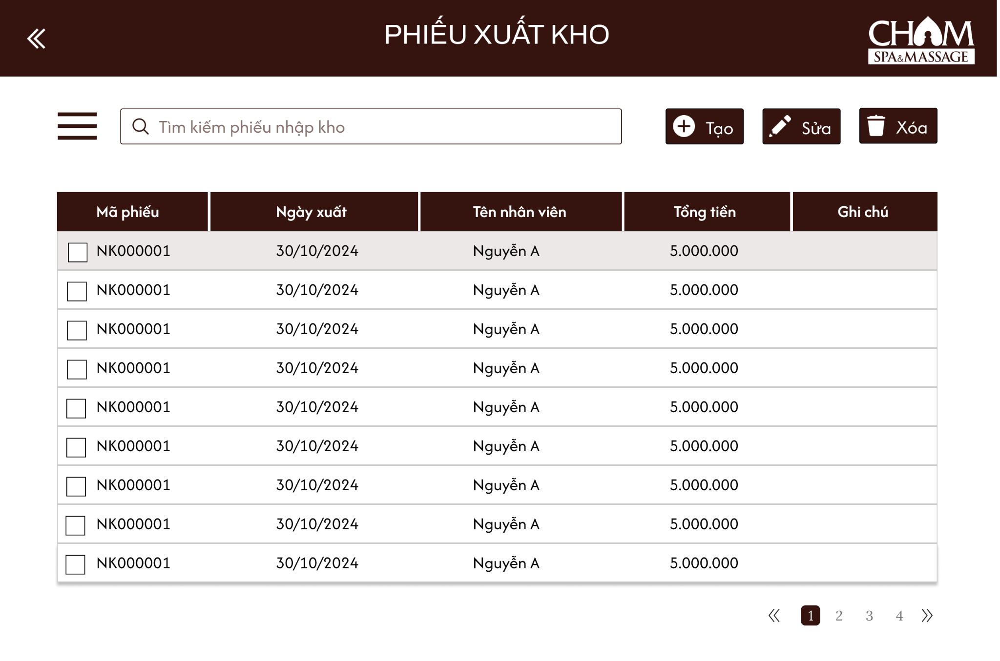 PHIẾU XUẤT KHO
CHAM
SPA&MASSAGE
Tìm kiếm phiếu nhập kho
Tạo
Sửa
Xóa
Mã phiếu Ngày xuất Tên nhân viên Tổng tiền Ghi chú
NK000001 30/10/2024 Nguyễn A 5.000.000
NK000001 30/10/2024 Nguyễn A 5.000.000
NK000001 30/10/2024 Nguyễn A 5.000.000
NK000001 30/10/2024 Nguyễn A 5.000.000
NK000001 30/10/2024 Nguyễn A 5.000.000
NK000001 30/10/2024 Nguyễn A 5.000.000
NK000001 30/10/2024 Nguyễn A 5.000.000
NK000001 30/10/2024 Nguyễn A 5.000.000
NK000001 30/10/2024 Nguyễn A 5.000.000
1 2 3 4